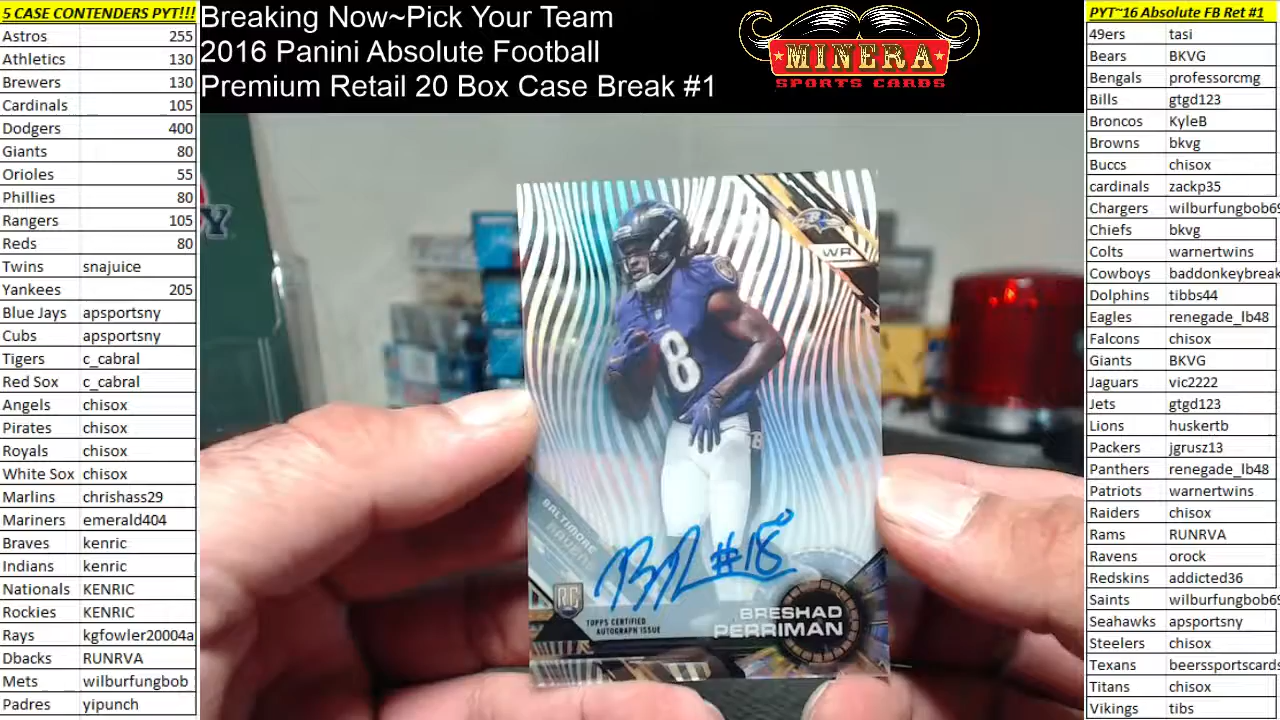 5 CASE CONTENDERS PYT!!!
Astros 255
Athletics 130
Brewers 130
Cardinals 105
Dodgers 400
Giants 80
Orioles 55
Phillies 80
Rangers 105
Reds 80
Twins snajuice
Yankees 205
Blue Jays apsportsny
Cubs apsportsny
Tigers c_cabral
Red Sox c_cabral
Angels chisox
Pirates chisox
Royals chisox
White Sox chisox
Marlins chrishass29
Mariners emerald404
Braves kenric
Indians kenric
Nationals KENRIC
Rockies KENRIC
Rays kgfowler20004a
Dbacks RUNRVA
Mets wilburfungbob
Padres yipunch
Breaking Now~Pick Your Team
2016 Panini Absolute Football
Premium Retail 20 Box Case Break #1
MINERA
SPORTS CARDS
WR
8
BALTIMORE
RAVENS
#18
RC
TOPPS CERTIFIED
AUTOGRAPH ISSUE
BRESHAD
PERRIMAN
PYT~16 Absolute FB Ret #1
49ers tasi
Bears BKVG
Bengals professorcmg
Bills gtgd123
Broncos KyleB
Browns bkvg
Buccs chisox
cardinals zackp35
Chargers wilburfungbob69
Chiefs bkvg
Colts warnertwins
Cowboys baddonkeybreak
Dolphins tibbs44
Eagles renegade_lb48
Falcons chisox
Giants BKVG
Jaguars vic2222
Jets gtgd123
Lions huskertb
Packers jgrusz13
Panthers renegade_lb48
Patriots warnertwins
Raiders chisox
Rams RUNRVA
Ravens orock
Redskins addicted36
Saints wilburfungbob69
Seahawks apsportsny
Steelers chisox
Texans beerssportscards
Titans chisox
Vikings tibs